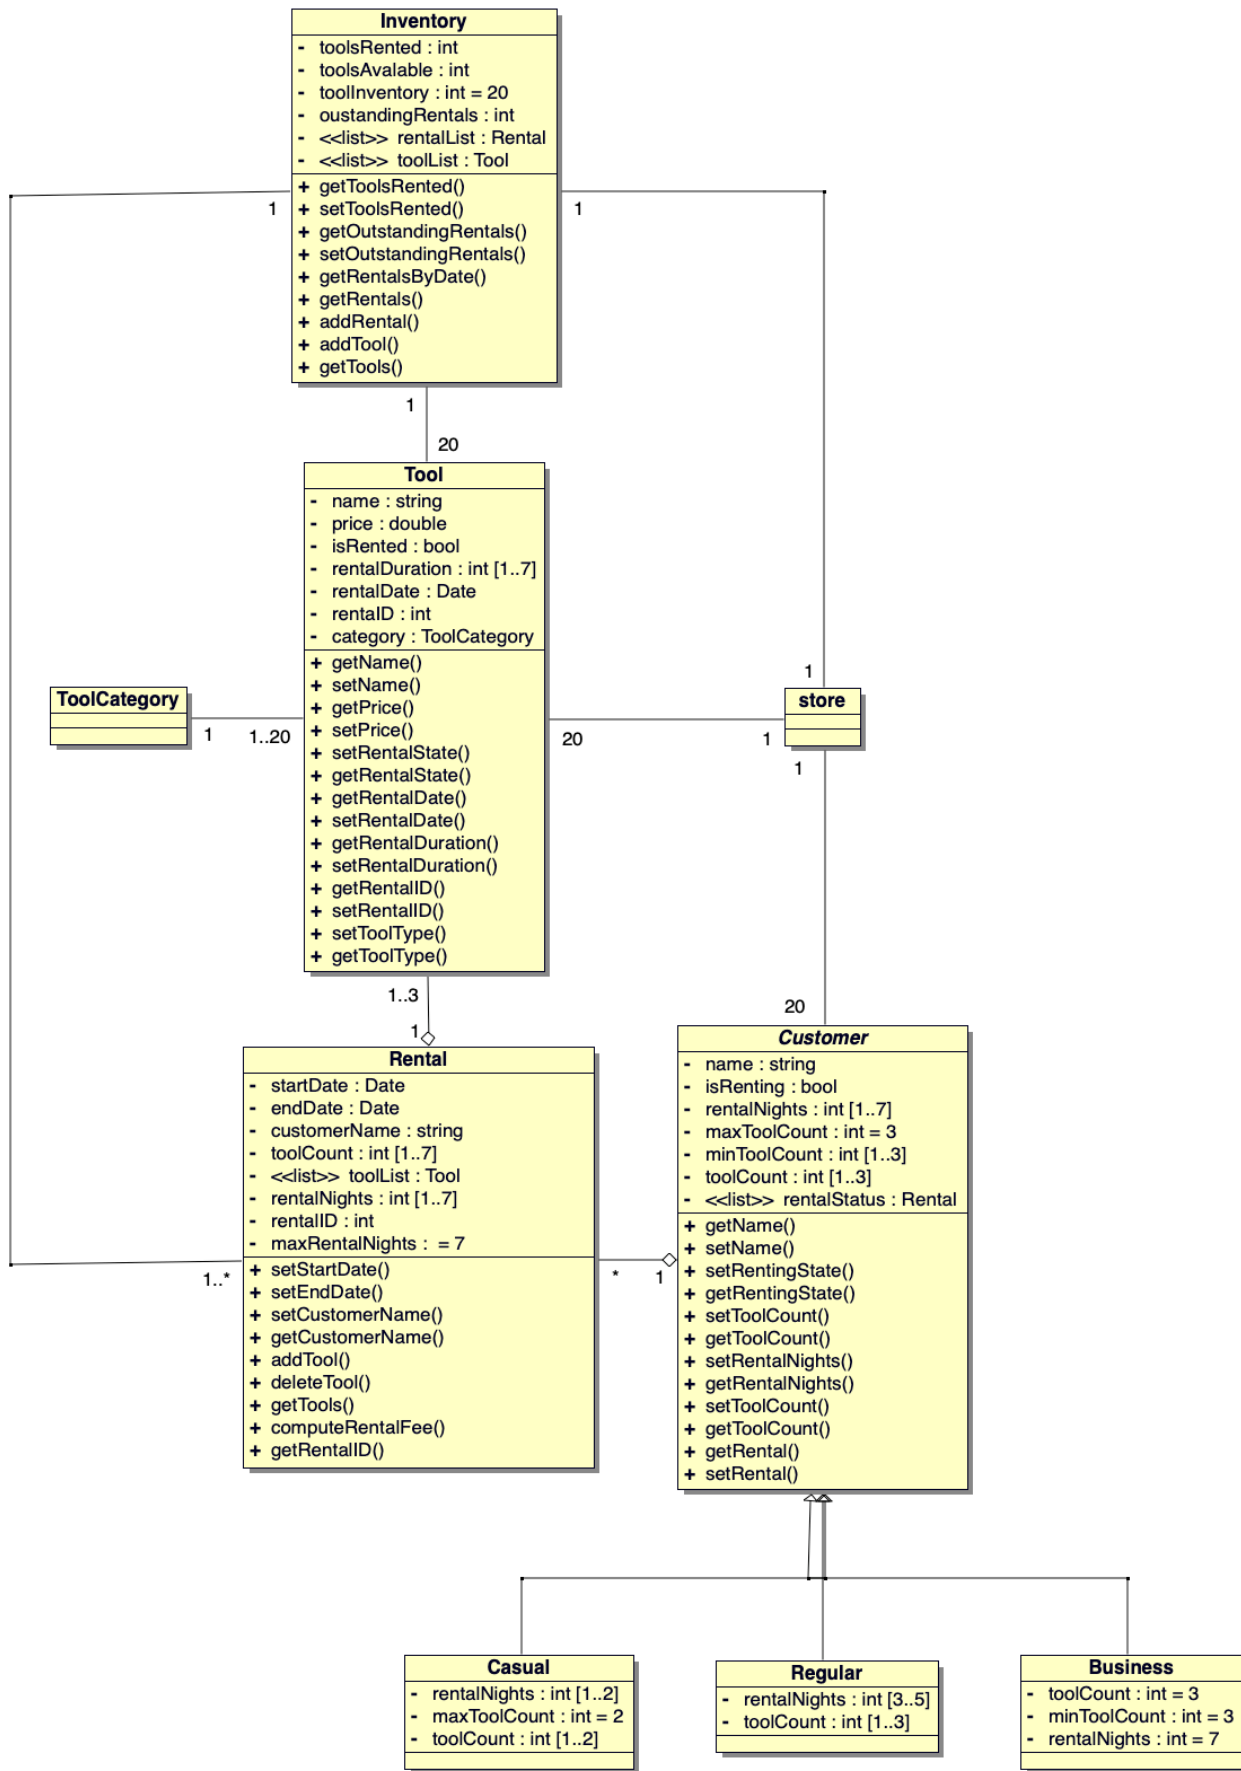 Inventory
- toolsRented : int
- toolsAvalable : int
- toolInventory : int = 20
- oustandingRentals : int
- <<list>> rentalList : Rental
- <<list>> toolList : Tool
+ getToolsRented()
+ setToolsRented()
+ getOutstandingRentals()
+ setOutstandingRentals()
+ getRentalsByDate()
+ getRentals()
+ addRental()
+ addTool()
+ getTools()
1
1
1
20
Tool
- name : string
- price : double
- isRented : bool
- rentalDuration : int [1..7]
- rentalDate : Date
- rentalD : int
- category : ToolCategory
+ getName()
+ setName()
+ getPrice()
+ setPrice()
+ setRentalState()
+ getRentalState()
+ getRentalDate()
+ setRentalDate()
+ getRentalDuration()
+ setRentalDuration()
+ getRentalID()
+ setRentalID()
+ setToolType()
+ getToolType()
ToolCategory
1
1..20
1
store
20
1
1
1..3
1
20
Rental
- startDate : Date
- endDate : Date
- customerName : string
- toolCount : int [1..7]
- <<list>> toolList : Tool
- rentalNights : int [1..7]
- rentalID : int
- maxRentalNights : = 7
+ setStartDate()
+ setEndDate()
+ setCustomerName()
+ getCustomerName()
+ addTool()
+ deleteTool()
+ getTools()
+ computeRentalFee()
+ getRentalID()
1..*
*
1
Customer
- name : string
- isRenting : bool
- rentalNights : int [1..7]
- maxToolCount : int = 3
- minToolCount : int [1..3]
- toolCount : int [1..3]
- <<list>> rentalStatus : Rental
+ getName()
+ setName()
+ setRentingState()
+ getRentingState()
+ setToolCount()
+ getToolCount()
+ setRentalNights()
+ getRentalNights()
+ setToolCount()
+ getToolCount()
+ getRental()
+ setRental()
Casual
- rentalNights : int [1..2]
- maxToolCount : int = 2
- toolCount : int [1..2]
Regular
- rentalNights : int [3..5]
- toolCount : int [1..3]
Business
- toolCount : int = 3
- minToolCount : int = 3
- rentalNights : int = 7